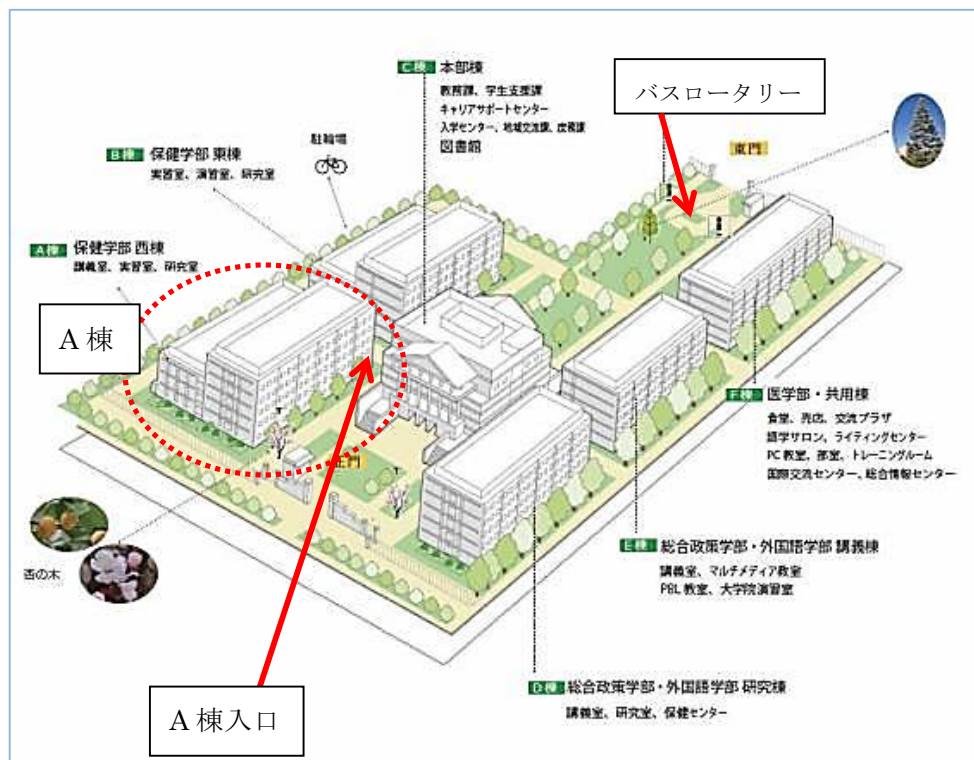 C棟 本部棟
教務課、学生支援課
キャリアサポートセンター
入学センター、地域交流課、庶務課
図書館
バスロータリー
東門
駐輪場
B棟 保健学部 東棟
実習室、演習室、研究室
A棟 保健学部 西棟
講義室、実習室、研究室
A棟
正門
F棟 医学部・共用棟
食堂、売店、交流プラザ
語学サロン、ライティングセンター
PC教室、部室、トレーニングルーム
国際交流センター、総合情報センター
E棟 総合政策学部・外国語学部 講義棟
講義室、マルチメディア教室
PBL教室、大学院演習室
杏の木
D棟 総合政策学部・外国語学部 研究棟
講義室、研究室、保健センター
A棟入口